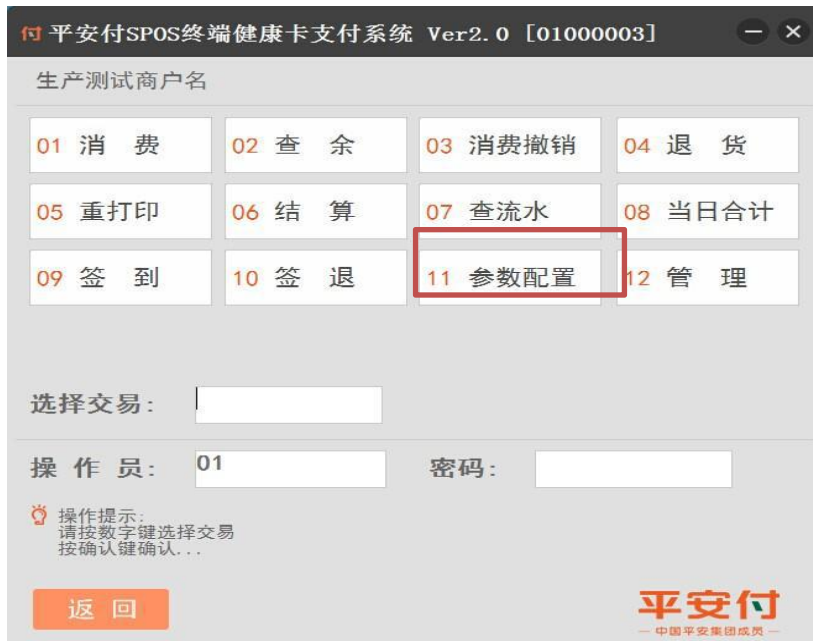 付 平安付SPOS终端健康卡支付系统 Ver2.0 [01000003]
生产测试商户名
01 消 费 02 查 余 03 消费撤销 04 退 货
05 重打印 06 结 算 07 查流水 08 当日合计
09 签 到 10 签 退 11 参数配置 12 管 理
选择交易:
操 作 员: 01 密码:
操作提示:
请按数字键选择交易
按确认键确认...
返 回
平安付
中国平安集团成员